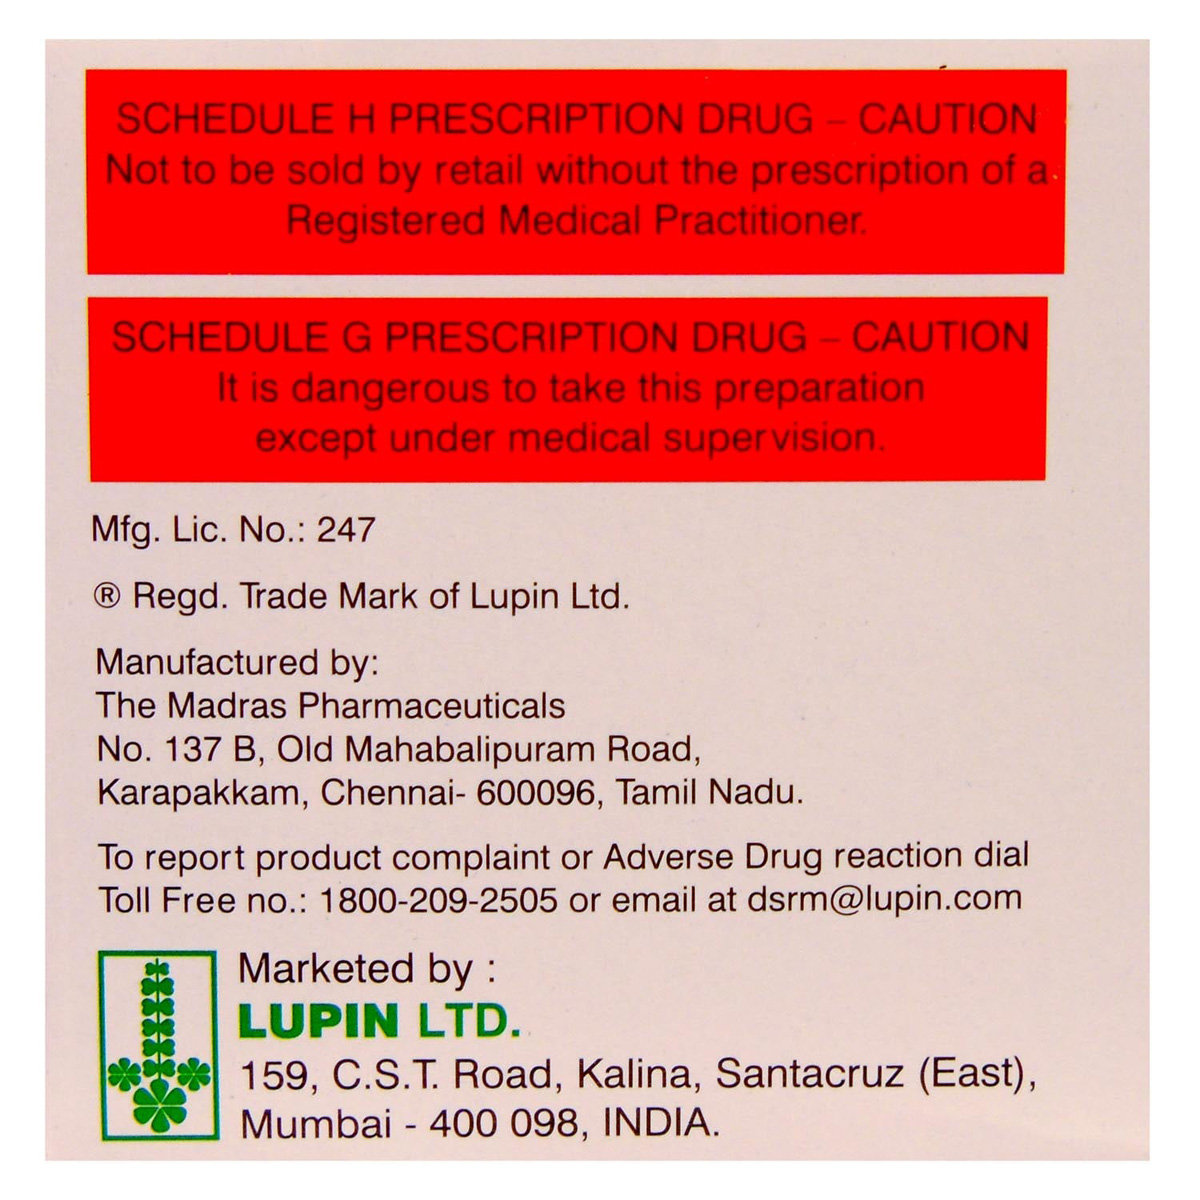 SCHEDULE H PRESCRIPTION DRUG – CAUTION
Not to be sold by retail without the prescription of a
Registered Medical Practitioner.
SCHEDULE G PRESCRIPTION DRUG – CAUTION
It is dangerous to take this preparation
except under medical supervision.
Mfg. Lic. No.: 247
® Regd. Trade Mark of Lupin Ltd.
Manufactured by:
The Madras Pharmaceuticals
No. 137 B, Old Mahabalipuram Road,
Karapakkam, Chennai- 600096, Tamil Nadu.
To report product complaint or Adverse Drug reaction dial
Toll Free no.: 1800-209-2505 or email at dsrm@lupin.com
Marketed by :
LUPIN LTD.
159, C.S.T. Road, Kalina, Santacruz (East),
Mumbai - 400 098, INDIA.